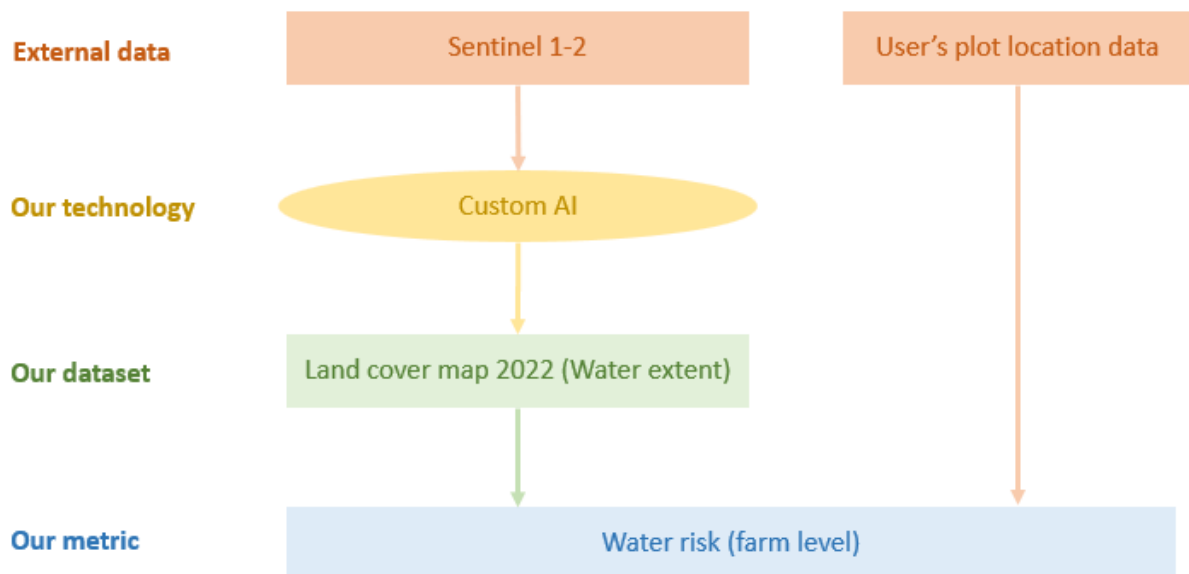 External data
Sentinel 1-2
User's plot location data
Our technology
Custom AI
Our dataset
Land cover map 2022 (Water extent)
Our metric
Water risk (farm level)